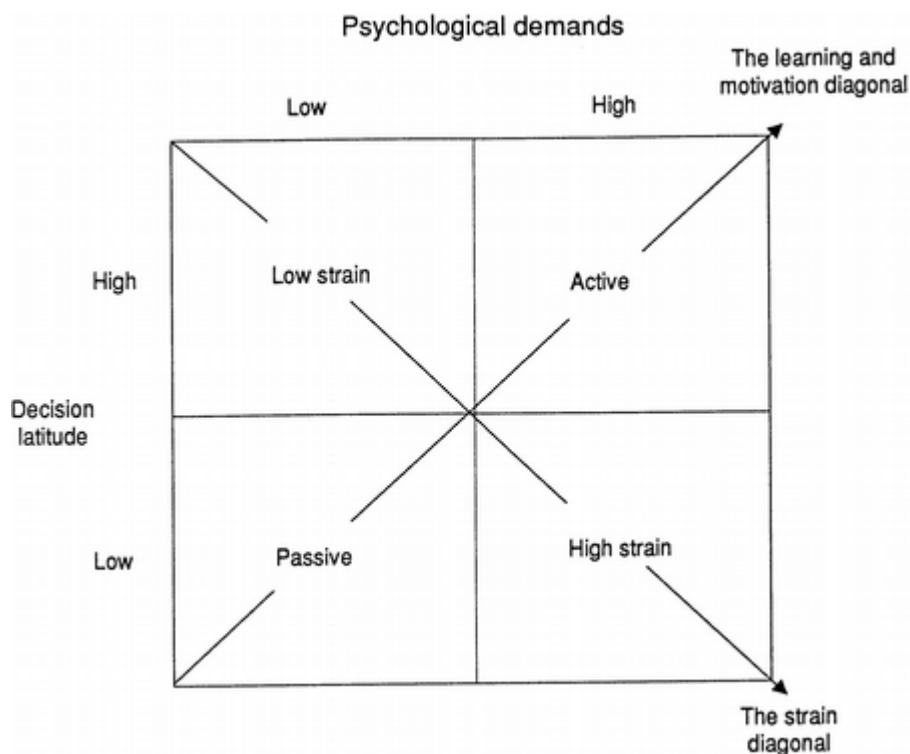 Psychological demands
The learning and
motivation diagonal
Low
High
High
Low strain
Active
Decision
latitude
Low
Passive
High strain
The strain
diagonal